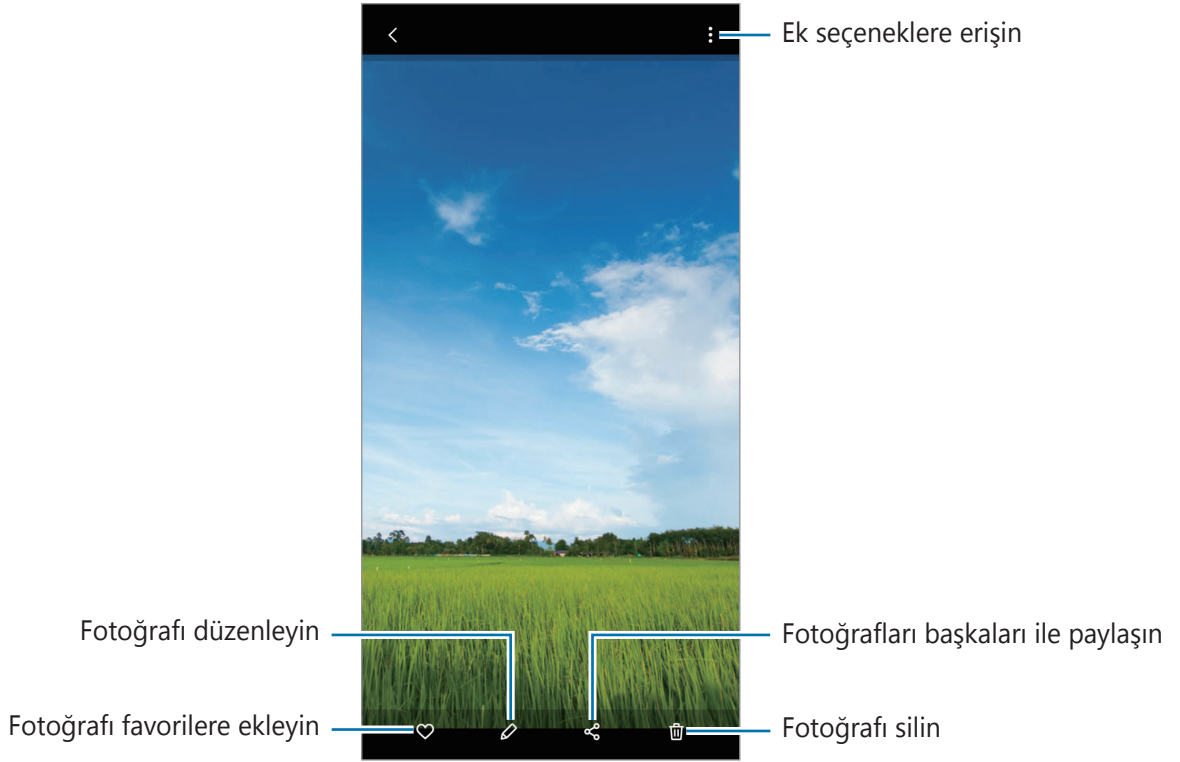 Ek seçeneklere erişin
Fotoğrafı düzenleyin
Fotoğrafları başkaları ile paylaşın
Fotoğrafı favorilere ekleyin
Fotoğrafı silin